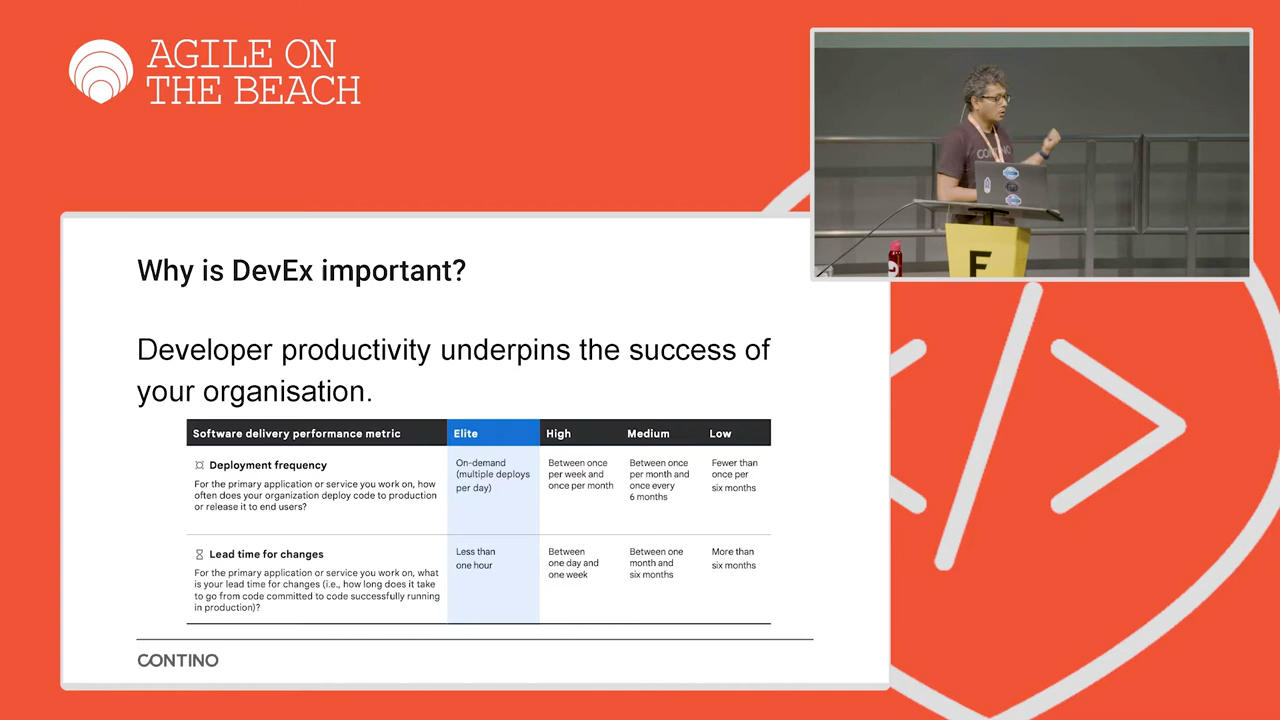 AGILE ON
THE BEACH
CONTINO
F
Why is DevEx important?
Developer productivity underpins the success of
your organisation.
Software delivery performance metric
Elite
High
Medium
Low
Deployment frequency
For the primary application or service you work on, how
often does your organization deploy code to production
or release it to end users?
On-demand
(multiple deploys
per day)
Between once
per week and
once per month
Between once
per month and
once every
6 months
Fewer than
once per
six months
Lead time for changes
For the primary application or service you work on, what
is your lead time for changes (i.e., how long does it take
to go from code committed to code successfully running
in production)?
Less than
one hour
Between
one day and
one week
Between one
month and
six months
More than
six months
CONTINO